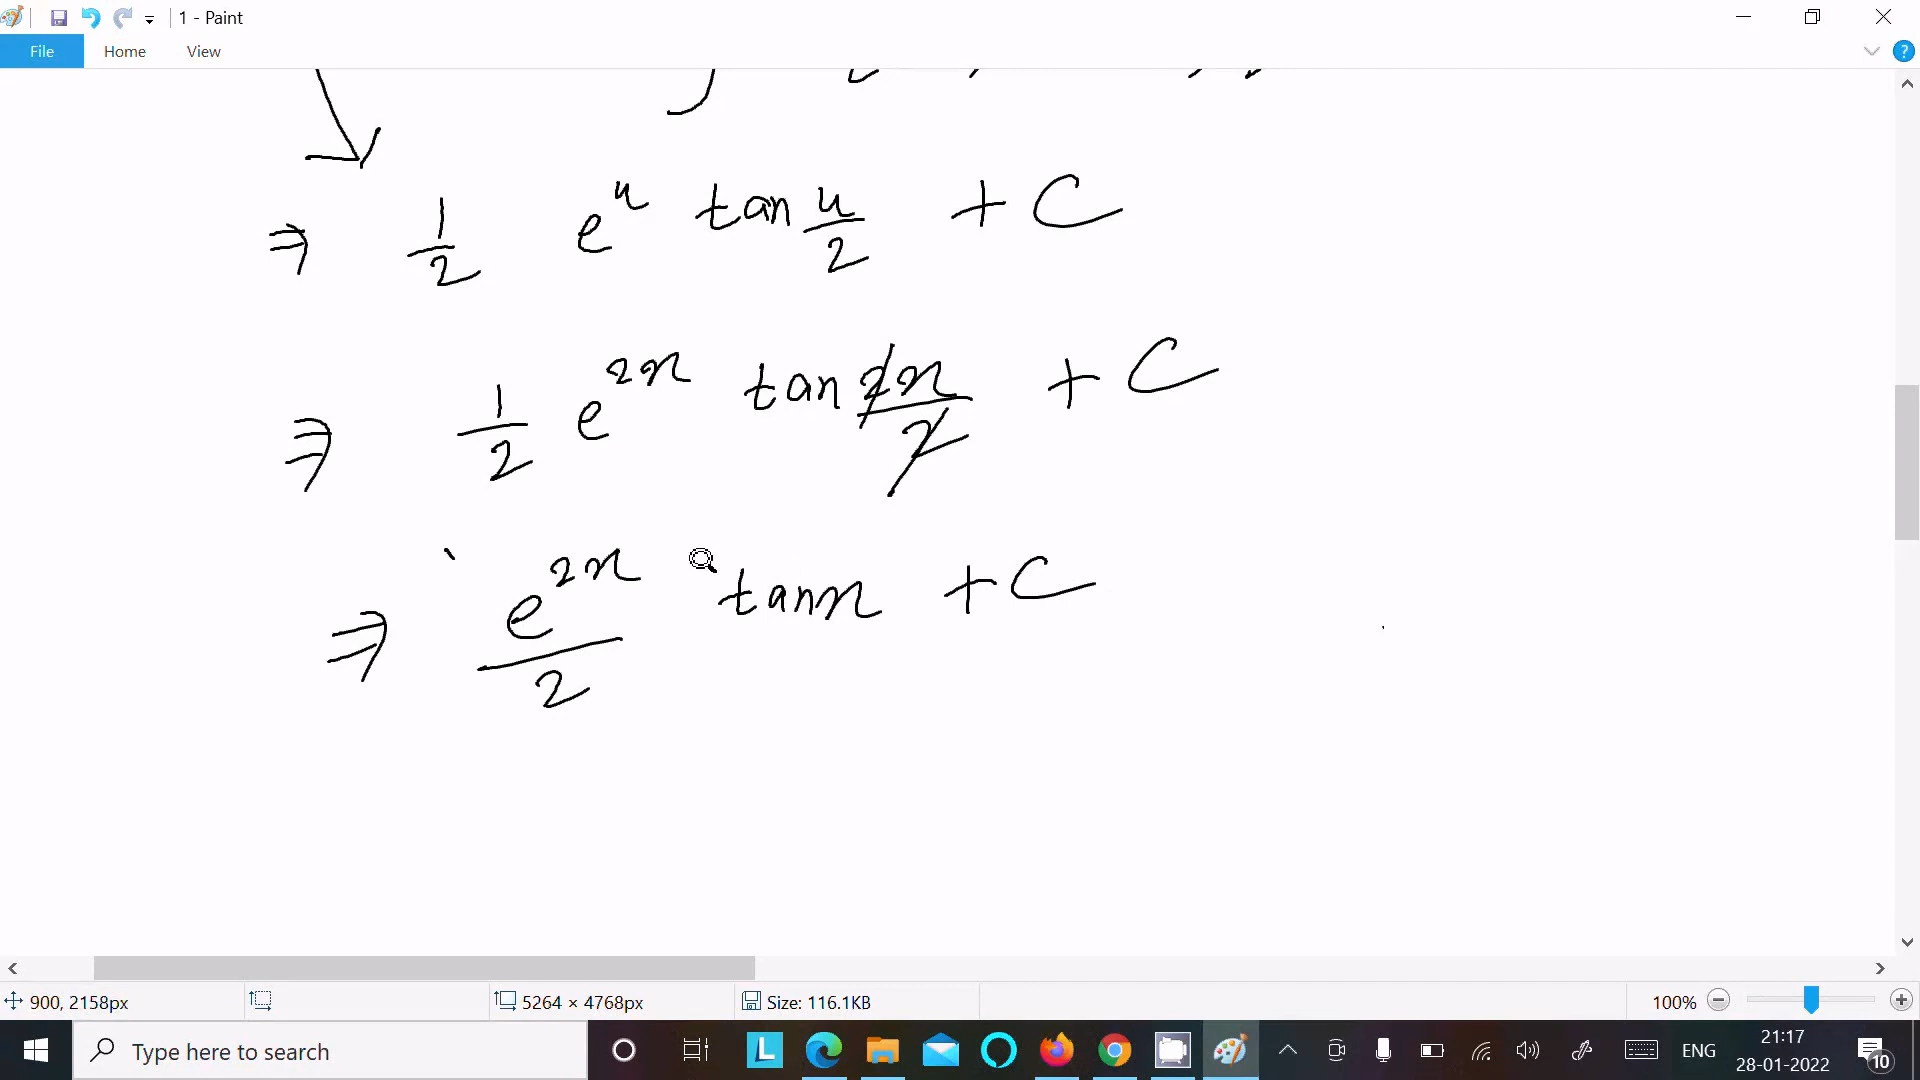 1 - Paint
File Home View
⇒ 1/2 e^u tan u/2 + C
⇒ 1/2 e^2x tan 2x/2 + C
⇒ e^2x/2 tanx + C
900, 2158px 5264 × 4768px Size: 116.1KB 100%
Type here to search L ENG 21:17 10
28-01-2022